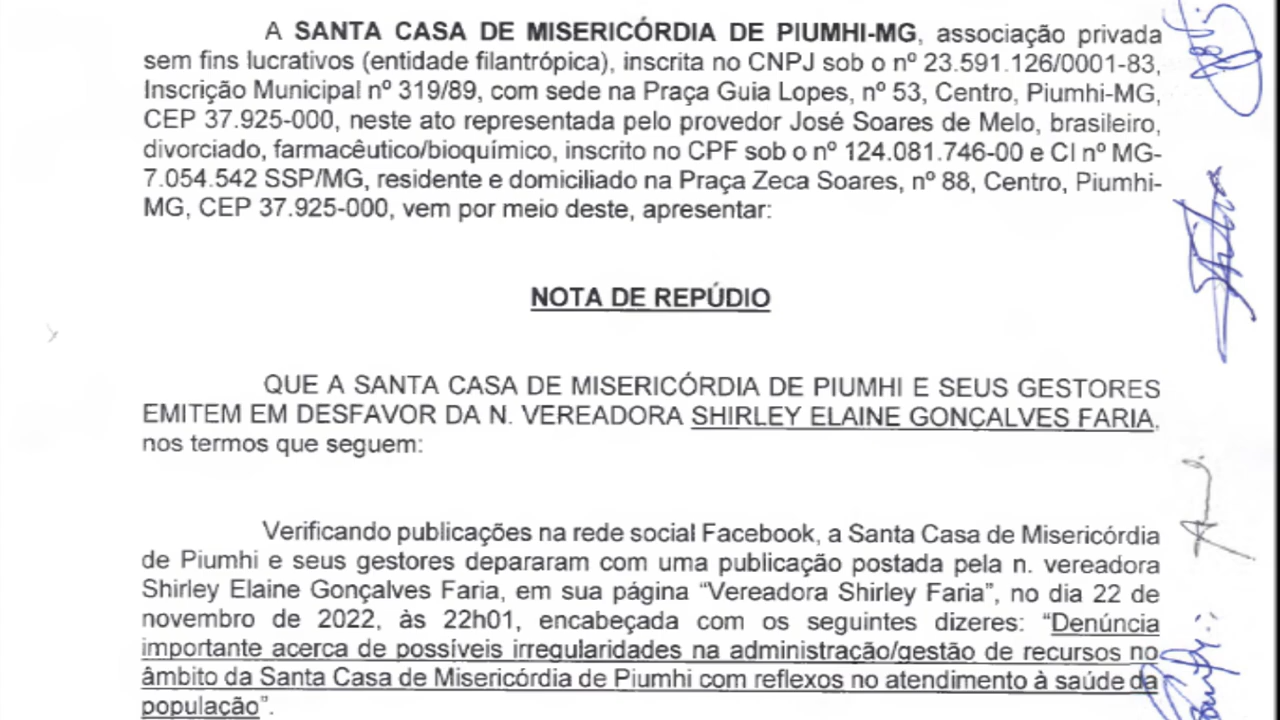 A SANTA CASA DE MISERICÓRDIA DE PIUMHI-MG, associação privada
sem fins lucrativos (entidade filantrópica), inscrita no CNPJ sob o nº 23.591.126/0001-83,
Inscrição Municipal nº 319/89, com sede na Praça Guia Lopes, nº 53, Centro, Piumhi-MG,
CEP 37.925-000, neste ato representada pelo provedor José Soares de Melo, brasileiro,
divorciado, farmacêutico/bioquímico, inscrito no CPF sob o nº 124.081.746-00 e CI nº MG-
7.054.542 SSP/MG, residente e domiciliado na Praça Zeca Soares, nº 88, Centro, Piumhi-
MG, CEP 37.925-000, vem por meio deste, apresentar:
NOTA DE REPÚDIO
QUE A SANTA CASA DE MISERICÓRDIA DE PIUMHI E SEUS GESTORES
EMITEM EM DESFAVOR DA N. VEREADORA SHIRLEY ELAINE GONÇALVES FARIA,
nos termos que seguem:
Verificando publicações na rede social Facebook, a Santa Casa de Misericórdia
de Piumhi e seus gestores depararam com uma publicação postada pela n. vereadora
Shirley Elaine Gonçalves Faria, em sua página “Vereadora Shirley Faria”, no dia 22 de
novembro de 2022, às 22h01, encabeçada com os seguintes dizeres: “Denúncia
importante acerca de possíveis irregularidades na administração/gestão de recursos no
âmbito da Santa Casa de Misericórdia de Piumhi com reflexos no atendimento à saúde da
população”.